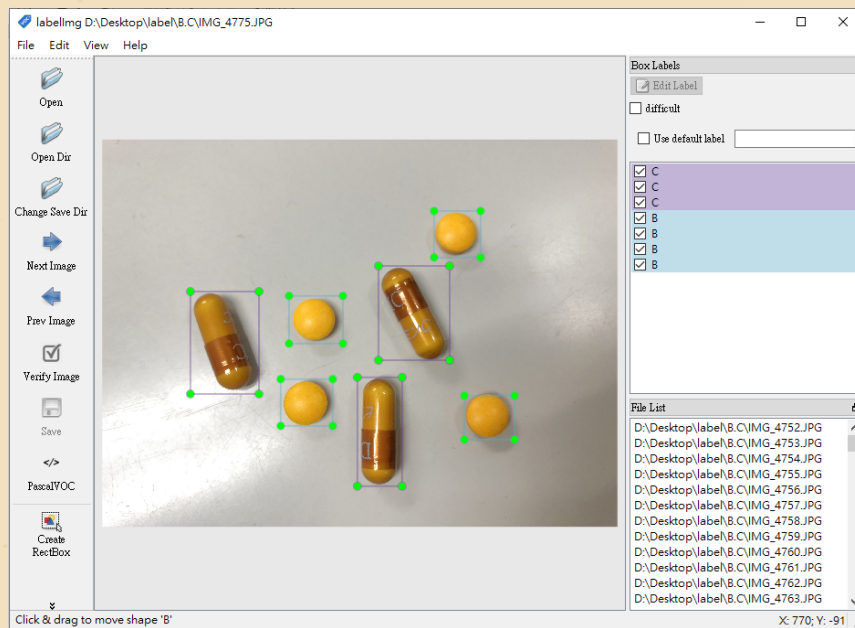 labelImg D:\Desktop\label\B.C\IMG_4775.JPG
File Edit View Help
Open
Open Dir
Change Save Dir
Next Image
Prev Image
Verify Image
Save
</>
PascalVOC
Create
RectBox
Box Labels
Edit Label
difficult
Use default label
C
C
C
B
B
B
B
File List
D:\Desktop\label\B.C\IMG_4752.JPG
D:\Desktop\label\B.C\IMG_4753.JPG
D:\Desktop\label\B.C\IMG_4754.JPG
D:\Desktop\label\B.C\IMG_4755.JPG
D:\Desktop\label\B.C\IMG_4756.JPG
D:\Desktop\label\B.C\IMG_4757.JPG
D:\Desktop\label\B.C\IMG_4758.JPG
D:\Desktop\label\B.C\IMG_4759.JPG
D:\Desktop\label\B.C\IMG_4760.JPG
D:\Desktop\label\B.C\IMG_4761.JPG
D:\Desktop\label\B.C\IMG_4762.JPG
D:\Desktop\label\B.C\IMG_4763.JPG
Click & drag to move shape 'B'
X: 770; Y: -91